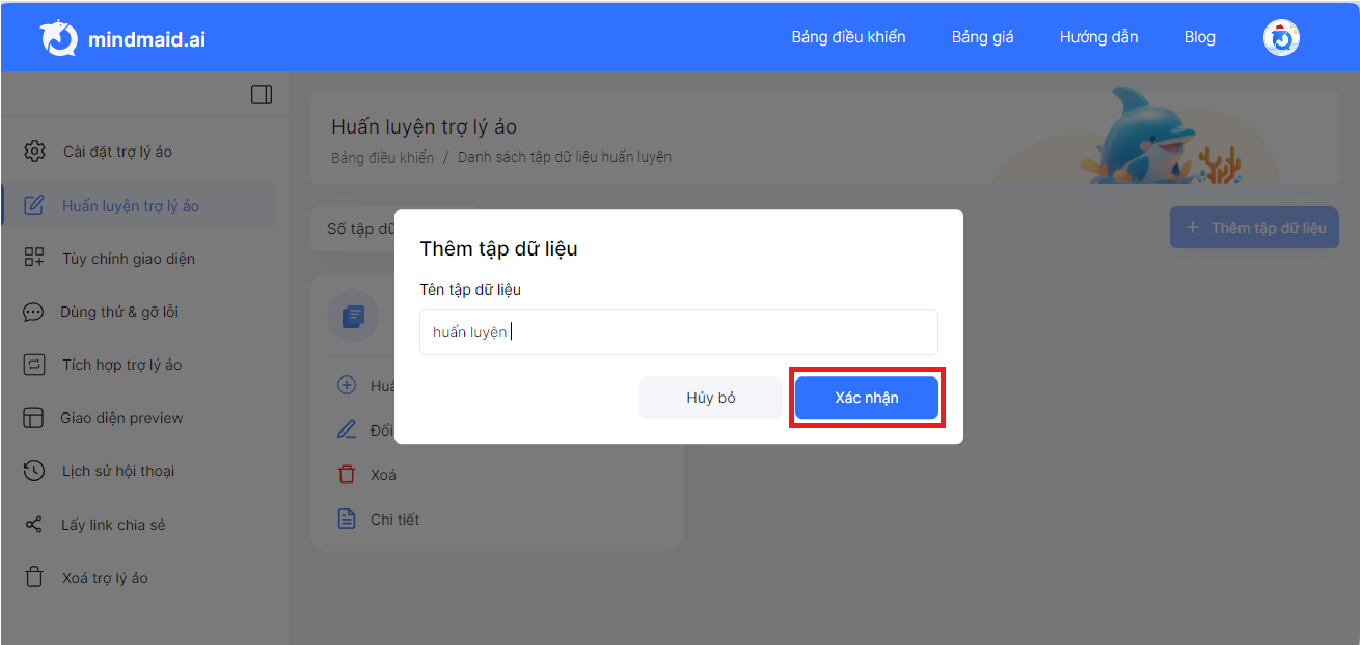 mindmaid.ai
Bảng điều khiển
Bảng giá
Hướng dẫn
Blog
Cài đặt trợ lý ảo
Huấn luyện trợ lý ảo
Tùy chỉnh giao diện
Dùng thử & gỡ lỗi
Tích hợp trợ lý ảo
Giao diện preview
Lịch sử hội thoại
Lấy link chia sẻ
Xoá trợ lý ảo
Huấn luyện trợ lý ảo
Bảng điều khiển / Danh sách tập dữ liệu huấn luyện
Số tập dữ
+ Thêm tập dữ liệu
Thêm tập dữ liệu
Tên tập dữ liệu
huấn luyện
Hủy bỏ
Xác nhận
Đổi
Xoá
Chi tiết